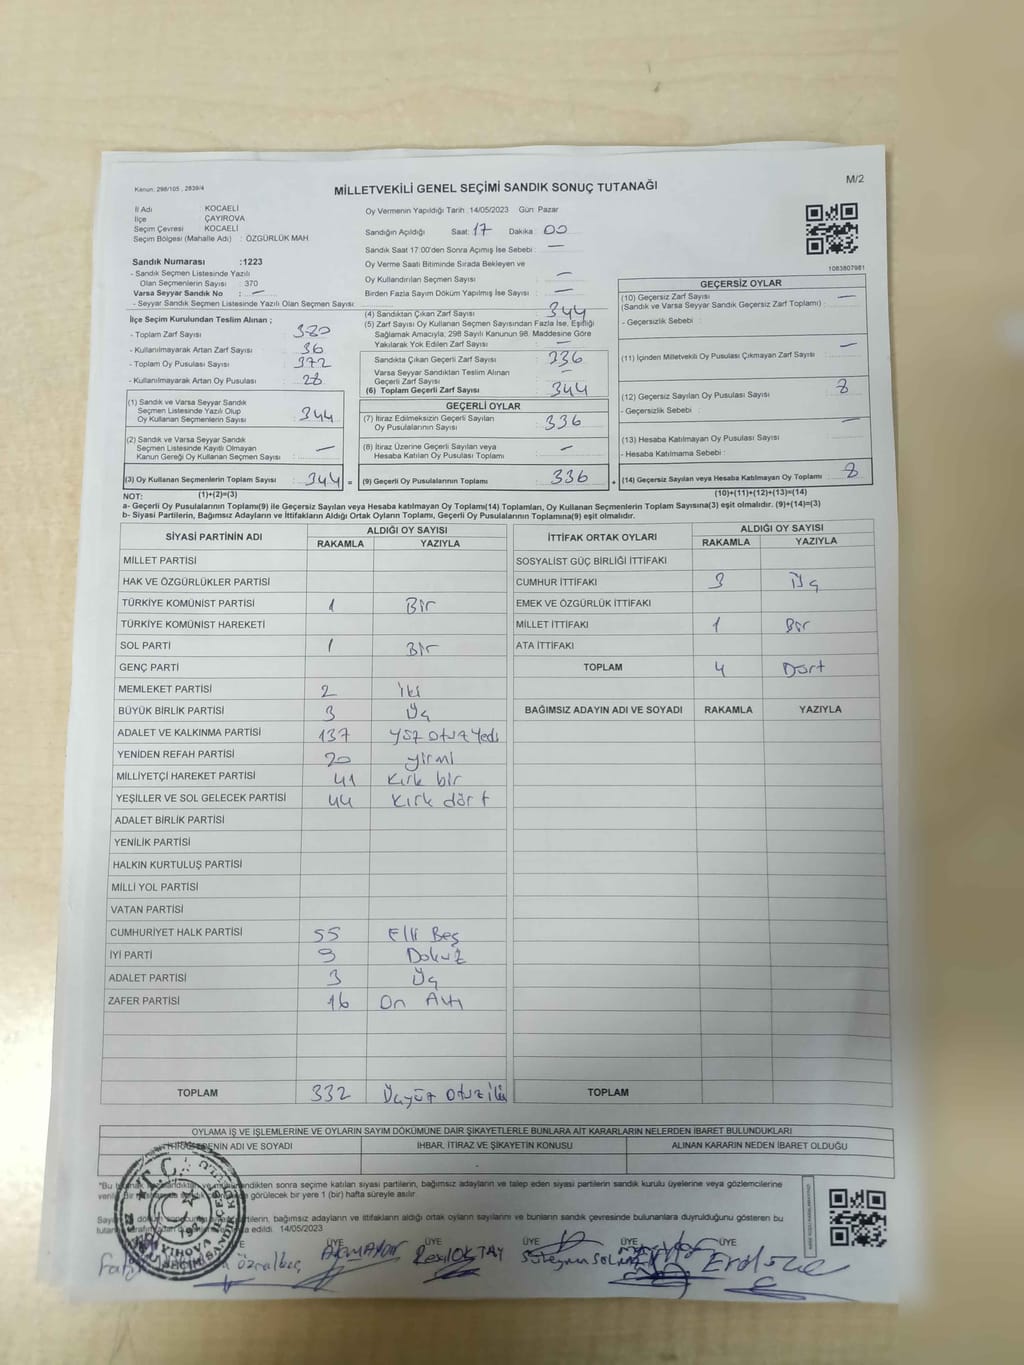 Kanun: 298/105 , 2839/4
MİLLETVEKİLİ GENEL SEÇİMİ SANDIK SONUÇ TUTANAĞI
M/2
İl Adı : KOCAELİ
İlçe : ÇAYIROVA
Seçim Çevresi : KOCAELİ
Seçim Bölgesi (Mahalle Adı) : ÖZGÜRLÜK MAH.
Oy Vermenin Yapıldığı Tarih :14/05/2023 Gün: Pazar
Sandığın Açıldığı Saat: 17 Dakika: 00
Sandık Saat 17:00'den Sonra Açımış İse Sebebi : —
Oy Verme Saati Bitiminde Sırada Bekleyen ve
Oy Kullandırılan Seçmen Sayısı : —
Birden Fazla Sayım Döküm Yapılmış İse Sayısı : —
1083807981
Sandık Numarası :1223
- Sandık Seçmen Listesinde Yazılı
Olan Seçmenlerin Sayısı : 370
Varsa Seyyar Sandık No : —
- Seyyar Sandık Seçmen Listesinde Yazılı Olan Seçmen Sayısı :
İlçe Seçim Kurulundan Teslim Alınan ;
- Toplam Zarf Sayısı : 380
- Kullanılmayarak Artan Zarf Sayısı : 36
- Toplam Oy Pusulası Sayısı : 372
- Kullanılmayarak Artan Oy Pusulası : 28
(1) Sandık ve Varsa Seyyar Sandık
Seçmen Listesinde Yazılı Olup
Oy Kullanan Seçmenlerin Sayısı : 344
(2) Sandık ve Varsa Seyyar Sandık
Seçmen Listesinde Kayıtlı Olmayan
Kanun Gereği Oy Kullanan Seçmen Sayısı : —
(3) Oy Kullanan Seçmenlerin Toplam Sayısı : 344 =
(4) Sandıktan Çıkan Zarf Sayısı : 344
(5) Zarf Sayısı Oy Kullanan Seçmen Sayısından Fazla İse, Eşitliği
Sağlamak Amacıyla; 298 Sayılı Kanunun 98. Maddesine Göre
Yakılarak Yok Edilen Zarf Sayısı : —
Sandıkta Çıkan Geçerli Zarf Sayısı : 336
Varsa Seyyar Sandıktan Teslim Alınan
Geçerli Zarf Sayısı : —
(6) Toplam Geçerli Zarf Sayısı : 344
GEÇERLİ OYLAR
(7) İtiraz Edilmeksizin Geçerli Sayılan
Oy Pusulalarının Sayısı : 336
(8) İtiraz Üzerine Geçerli Sayılan veya
Hesaba Katılan Oy Pusulası Toplamı : —
(9) Geçerli Oy Pusulalarının Toplamı : 336 +
GEÇERSİZ OYLAR
(10) Geçersiz Zarf Sayısı : —
(Sandık ve Varsa Seyyar Sandık Geçersiz Zarf Toplamı)
- Geçersizlik Sebebi :
(11) İçinden Milletvekili Oy Pusulası Çıkmayan Zarf Sayısı : —
(12) Geçersiz Sayılan Oy Pusulası Sayısı : 8
- Geçersizlik Sebebi :
(13) Hesaba Katılmayan Oy Pusulası Sayısı : —
- Hesaba Katılmama Sebebi :
(14) Geçersiz Sayılan veya Hesaba Katılmayan Oy Toplamı : 8
NOT: (1)+(2)=(3) (10)+(11)+(12)+(13)=(14)
a- Geçerli Oy Pusulalarının Toplamı(9) ile Geçersiz Sayılan veya Hesaba katılmayan Oy Toplamı(14) Toplamları, Oy Kullanan Seçmenlerin Toplam Sayısına(3) eşit olmalıdır. (9)+(14)=(3)
b- Siyasi Partilerin, Bağımsız Adayların ve İttifakların Aldığı Ortak Oyların Toplamı, Geçerli Oy Pusulalarının Toplamına(9) eşit olmalıdır.
SİYASİ PARTİNİN ADI ALDIĞI OY SAYISI
RAKAMLA YAZIYLA
MİLLET PARTİSİ
HAK VE ÖZGÜRLÜKLER PARTİSİ
TÜRKİYE KOMÜNİST PARTİSİ 1 Bir
TÜRKİYE KOMÜNİST HAREKETİ
SOL PARTİ 1 Bir
GENÇ PARTİ
MEMLEKET PARTİSİ 2 iki
BÜYÜK BİRLİK PARTİSİ 3 Üç
ADALET VE KALKINMA PARTİSİ 137 yüz otuz Yedi
YENİDEN REFAH PARTİSİ 20 yirmi
MİLLİYETÇİ HAREKET PARTİSİ 41 kırk bir
YEŞİLLER VE SOL GELECEK PARTİSİ 44 kırk dört
ADALET BİRLİK PARTİSİ
YENİLİK PARTİSİ
HALKIN KURTULUŞ PARTİSİ
MİLLİ YOL PARTİSİ
VATAN PARTİSİ
CUMHURİYET HALK PARTİSİ 55 Elli Beş
İYİ PARTİ 9 Dokuz
ADALET PARTİSİ 3 Üç
ZAFER PARTİSİ 16 On Altı
TOPLAM 332 Üçyüz otuz iki
İTTİFAK ORTAK OYLARI ALDIĞI OY SAYISI
RAKAMLA YAZIYLA
SOSYALİST GÜÇ BİRLİĞİ İTTİFAKI
CUMHUR İTTİFAKI 3 Üç
EMEK VE ÖZGÜRLÜK İTTİFAKI
MİLLET İTTİFAKI 1 Bir
ATA İTTİFAKI
TOPLAM 4 Dört
BAĞIMSIZ ADAYIN ADI VE SOYADI RAKAMLA YAZIYLA
TOPLAM
OYLAMA İŞ VE İŞLEMLERİNE VE OYLARIN SAYIM DÖKÜMÜNE DAİR ŞİKAYETLERLE BUNLARA AİT KARARLARIN NELERDEN İBARET BULUNDUKLARI
ADI VE SOYADI İHBAR, İTİRAZ VE ŞİKAYETİN KONUSU ALINAN KARARIN NEDEN İBARET OLDUĞU
sonra seçime katılan siyasi partilerin, bağımsız adayların ve talep eden siyasi partilerin sandık kurulu üyelerine veya gözlemcilerine
görülecek bir yere 1 (bir) hafta süreyle asılır.
bağımsız adayların ve ittifakların aldığı ortak oyların sayılarını ve bunların sandık çevresinde bulunanlara duyrulduğunu gösteren bu
edildi. 14/05/2023
ÜYE ÜYE ÜYE ÜYE ÜYE
Resul OKTAY